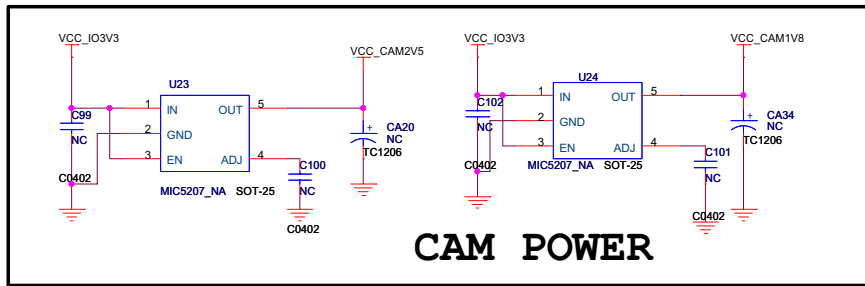 VCC_IO3V3
U23
VCC_CAM2V5
C99
NC
C0402
1
IN
OUT
5
2
GND
3
EN
ADJ
4
CA20
NC
TC1206
C100
NC
C0402
MIC5207_NA
SOT-25
VCC_IO3V3
U24
VCC_CAM1V8
C102
NC
C0402
1
IN
OUT
5
2
GND
3
EN
ADJ
4
CA34
NC
TC1206
C101
NC
C0402
MIC5207_NA
SOT-25
CAM POWER